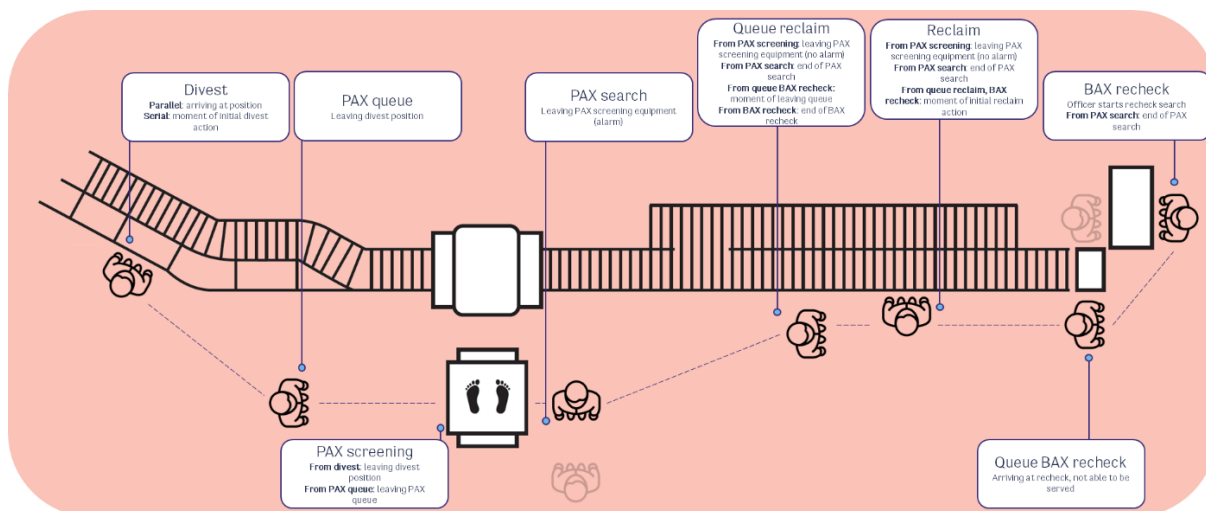 Divest
Parallel: arriving at position
Serial: moment of initial divest
action
PAX queue
Leaving divest position
PAX search
Leaving PAX screening equipment
(alarm)
Queue reclaim
From PAX screening: leaving PAX
screening equipment (no alarm)
From PAX search: end of PAX
search
From queue BAX recheck:
moment of leaving queue
From BAX recheck: end of BAX
recheck
Reclaim
From PAX screening: leaving PAX
screening equipment (no alarm)
From PAX search: end of PAX
search
From queue reclaim, BAX
recheck: moment of initial reclaim
action
BAX recheck
Officer starts recheck search
From PAX search: end of PAX
search
PAX screening
From divest: leaving divest
position
From PAX queue: leaving PAX
queue
Queue BAX recheck
Arriving at recheck, not able to be
served